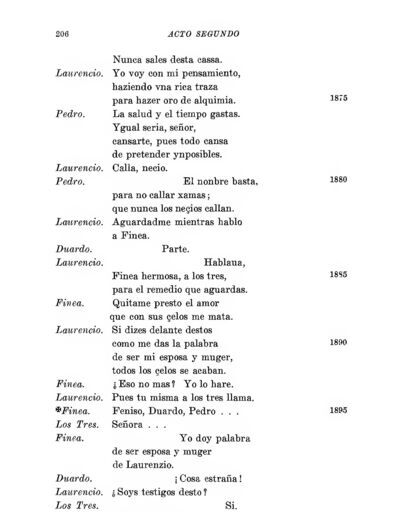 206 ACTO SEGUNDO
Nunca sales desta cassa.
Laurencio. Yo voy con mi pensamiento,
haziendo vna rica traza
para hazer oro de alquimia. 1875
Pedro. La salud y el tiempo gastas.
Ygual seria, señor,
cansarte, pues todo cansa
de pretender ynposibles.
Laurencio. Calla, necio.
Pedro. El nonbre basta, 1880
para no callar xamas;
que nunca los neçios callan.
Laurencio. Aguardadme mientras hablo
a Finea.
Duardo. Parte.
Laurencio. Hablaua,
Finea hermosa, a los tres, 1885
para el remedio que aguardas.
Finea. Quitame presto el amor
que con sus çelos me mata.
Laurencio. Si dizes delante destos
como me das la palabra 1890
de ser mi esposa y muger,
todos los çelos se acaban.
Finea. ¿Eso no mas? Yo lo hare.
Laurencio. Pues tu misma a los tres llama.
✠Finea. Feniso, Duardo, Pedro . . . 1895
Los Tres. Señora . . .
Finea. Yo doy palabra
de ser esposa y muger
de Laurenzio.
Duardo. ¡Cosa estraña!
Laurencio. ¿Soys testigos desto?
Los Tres. Si.